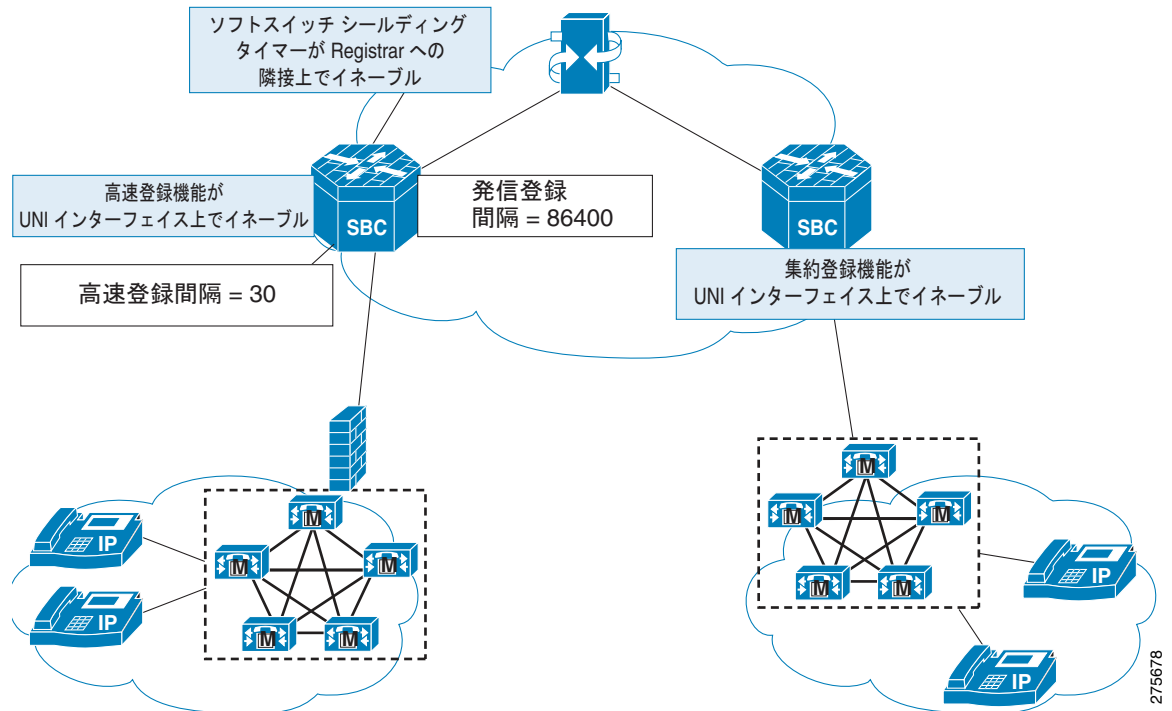 ソフトスイッチ シールディング
タイマーが Registrar への
隣接上でイネーブル
高速登録機能が
UNI インターフェイス上でイネーブル
SBC
発信登録
間隔 = 86400
高速登録間隔 = 30
SBC
集約登録機能が
UNI インターフェイス上でイネーブル
M
M
M
M
M
IP
IP
M
M
M
M
M
IP
IP
275678